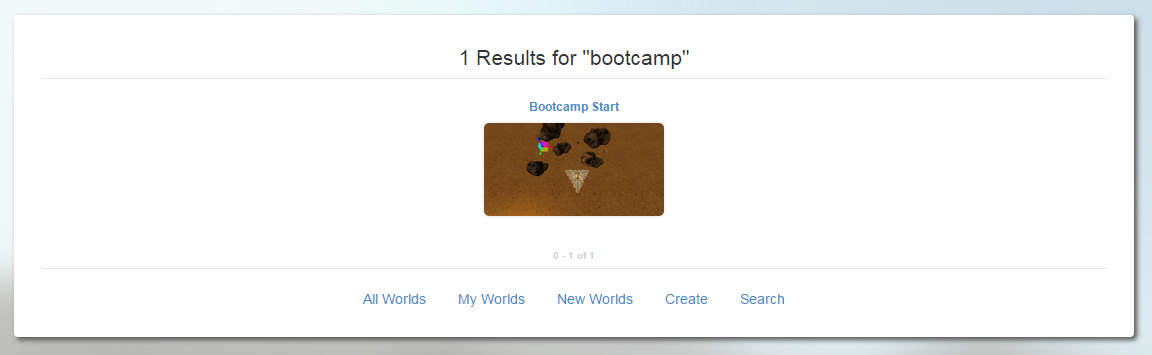 1 Results for "bootcamp"
Bootcamp Start
0 - 1 of 1
All Worlds My Worlds New Worlds Create Search